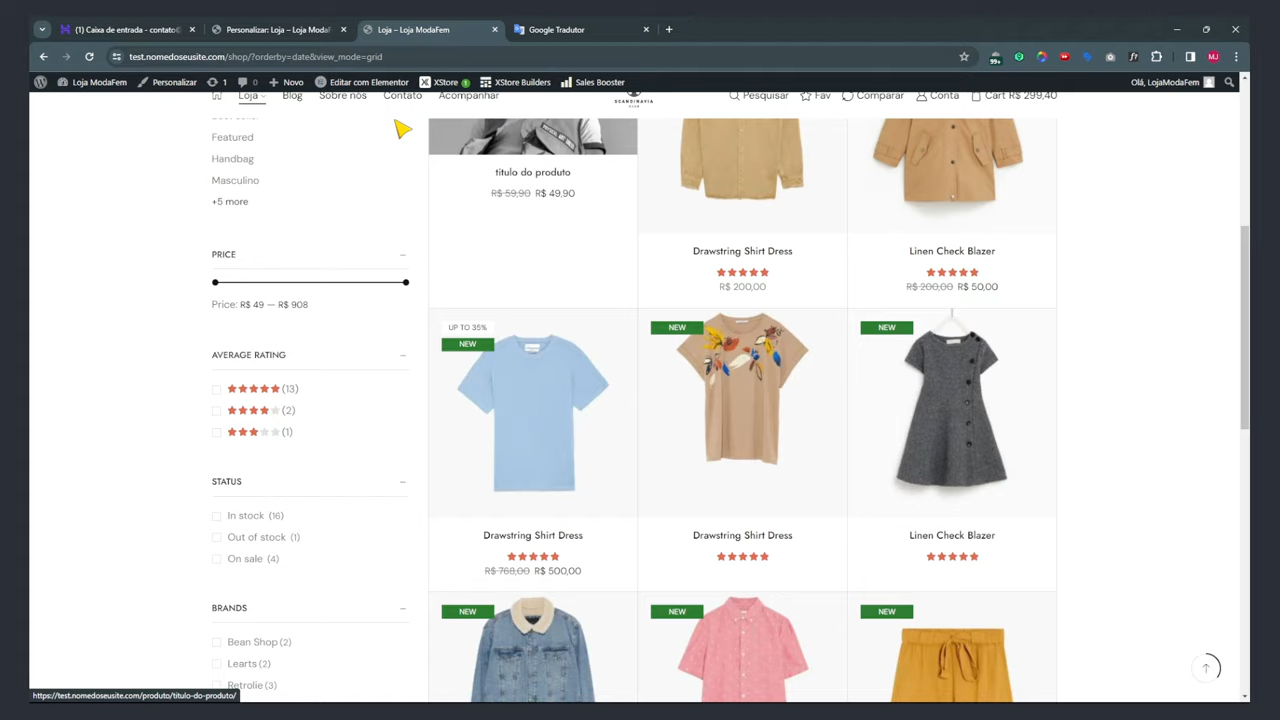 (1) Caixa de entrada – contato@
Personalizar: Loja – Loja ModaF
Loja – Loja ModaFem
Google Tradutor
test.nomedoseusite.com/shop/?orderby=date&view_mode=grid
99+
f?
MJ
Loja ModaFem
Personalizar
1
0
Novo
Editar com Elementor
XStore 1
XStore Builders
Sales Booster
Olá, LojaModaFem
Loja
Blog
Sobre nós
Contato
Acompanhar
SCANDINAVIA
CLUB
Pesquisar
Fav
Comparar
Conta
Cart R$ 299,40
Featured
Handbag
Masculino
+5 more
PRICE
Price: R$ 49 — R$ 908
AVERAGE RATING
(13)
(2)
(1)
STATUS
In stock (16)
Out of stock (1)
On sale (4)
BRANDS
Bean Shop (2)
Learts (2)
Retrolie (3)
titulo do produto
R$ 59,90 R$ 49,90
Drawstring Shirt Dress
R$ 200,00
Linen Check Blazer
R$ 200,00 R$ 50,00
UP TO 35%
NEW
Drawstring Shirt Dress
R$ 768,00 R$ 500,00
NEW
Drawstring Shirt Dress
NEW
Linen Check Blazer
NEW
NEW
NEW
https://test.nomedoseusite.com/produto/titulo-do-produto/